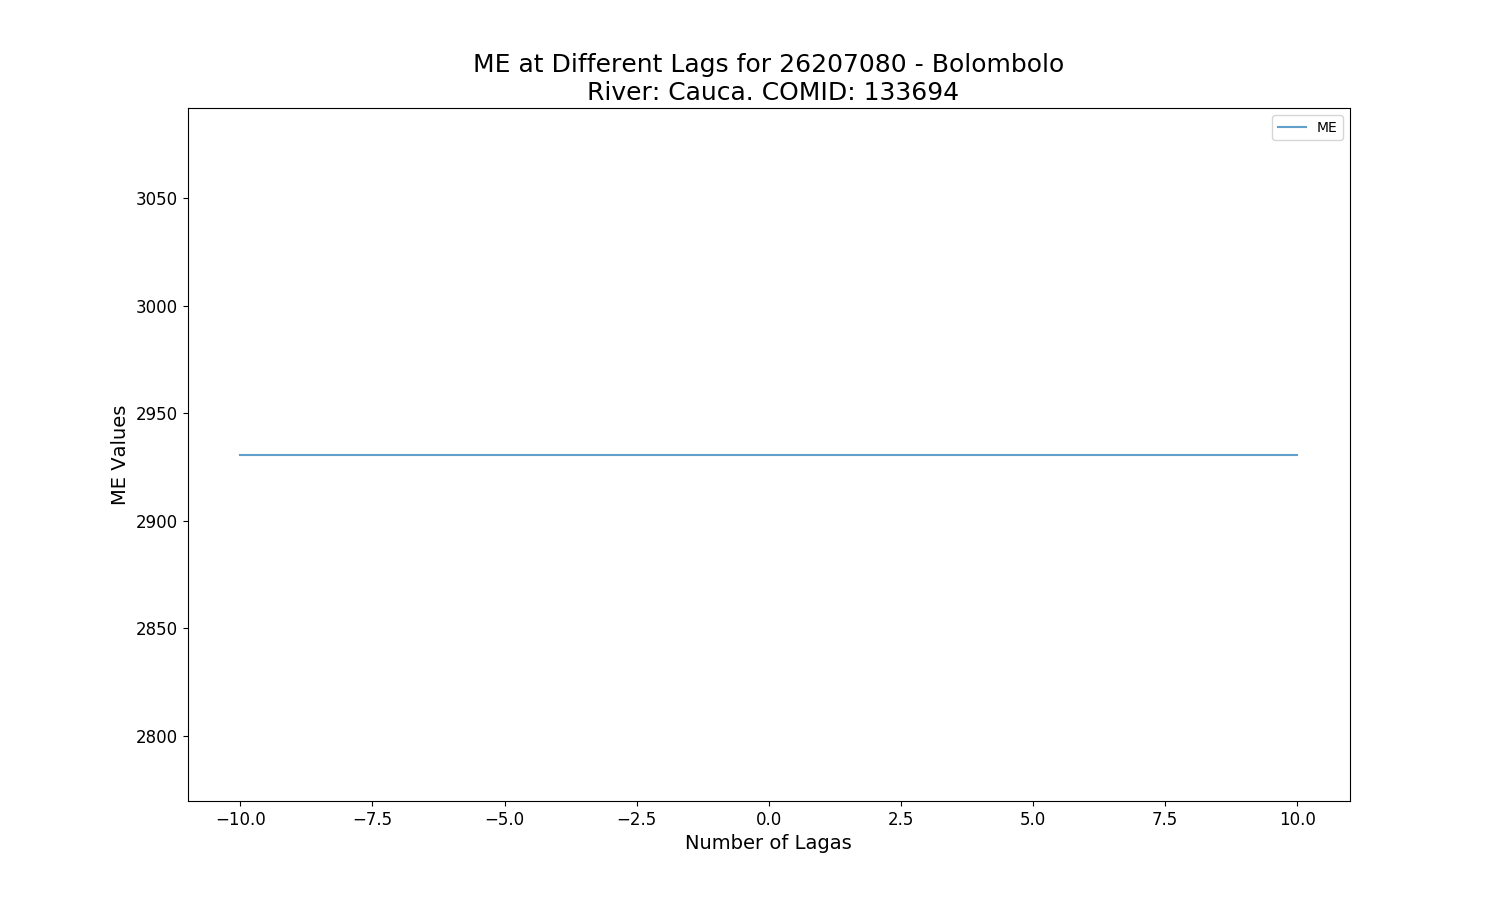 ME at Different Lags for 26207080 - Bolombolo
River: Cauca. COMID: 133694
ME
3050
3000
2950
2900
2850
2800
ME Values
−10.0 −7.5 −5.0 −2.5 0.0 2.5 5.0 7.5 10.0
Number of Lagas